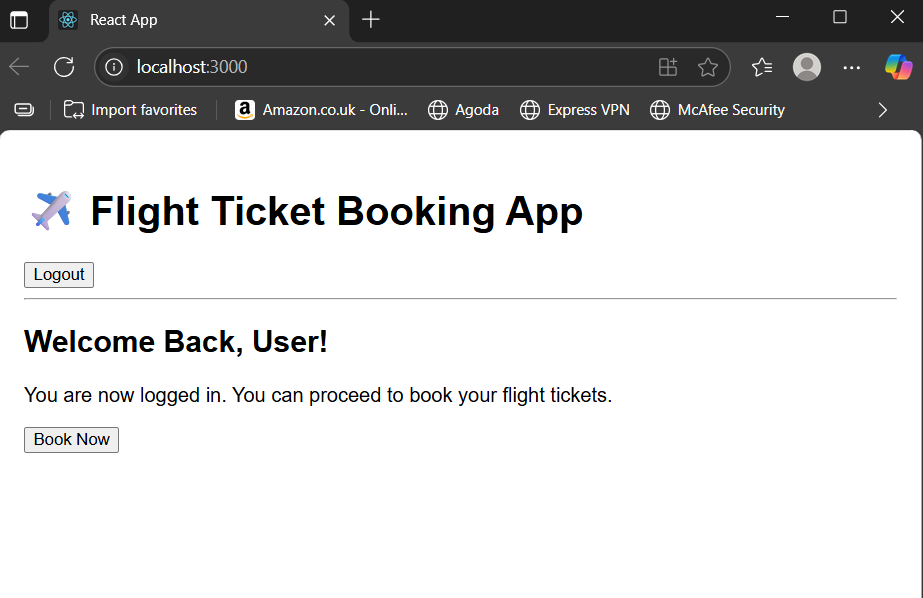 React App
localhost:3000
Import favorites
Amazon.co.uk - Onli...
Agoda
Express VPN
McAfee Security
Flight Ticket Booking App
Logout
Welcome Back, User!
You are now logged in. You can proceed to book your flight tickets.
Book Now